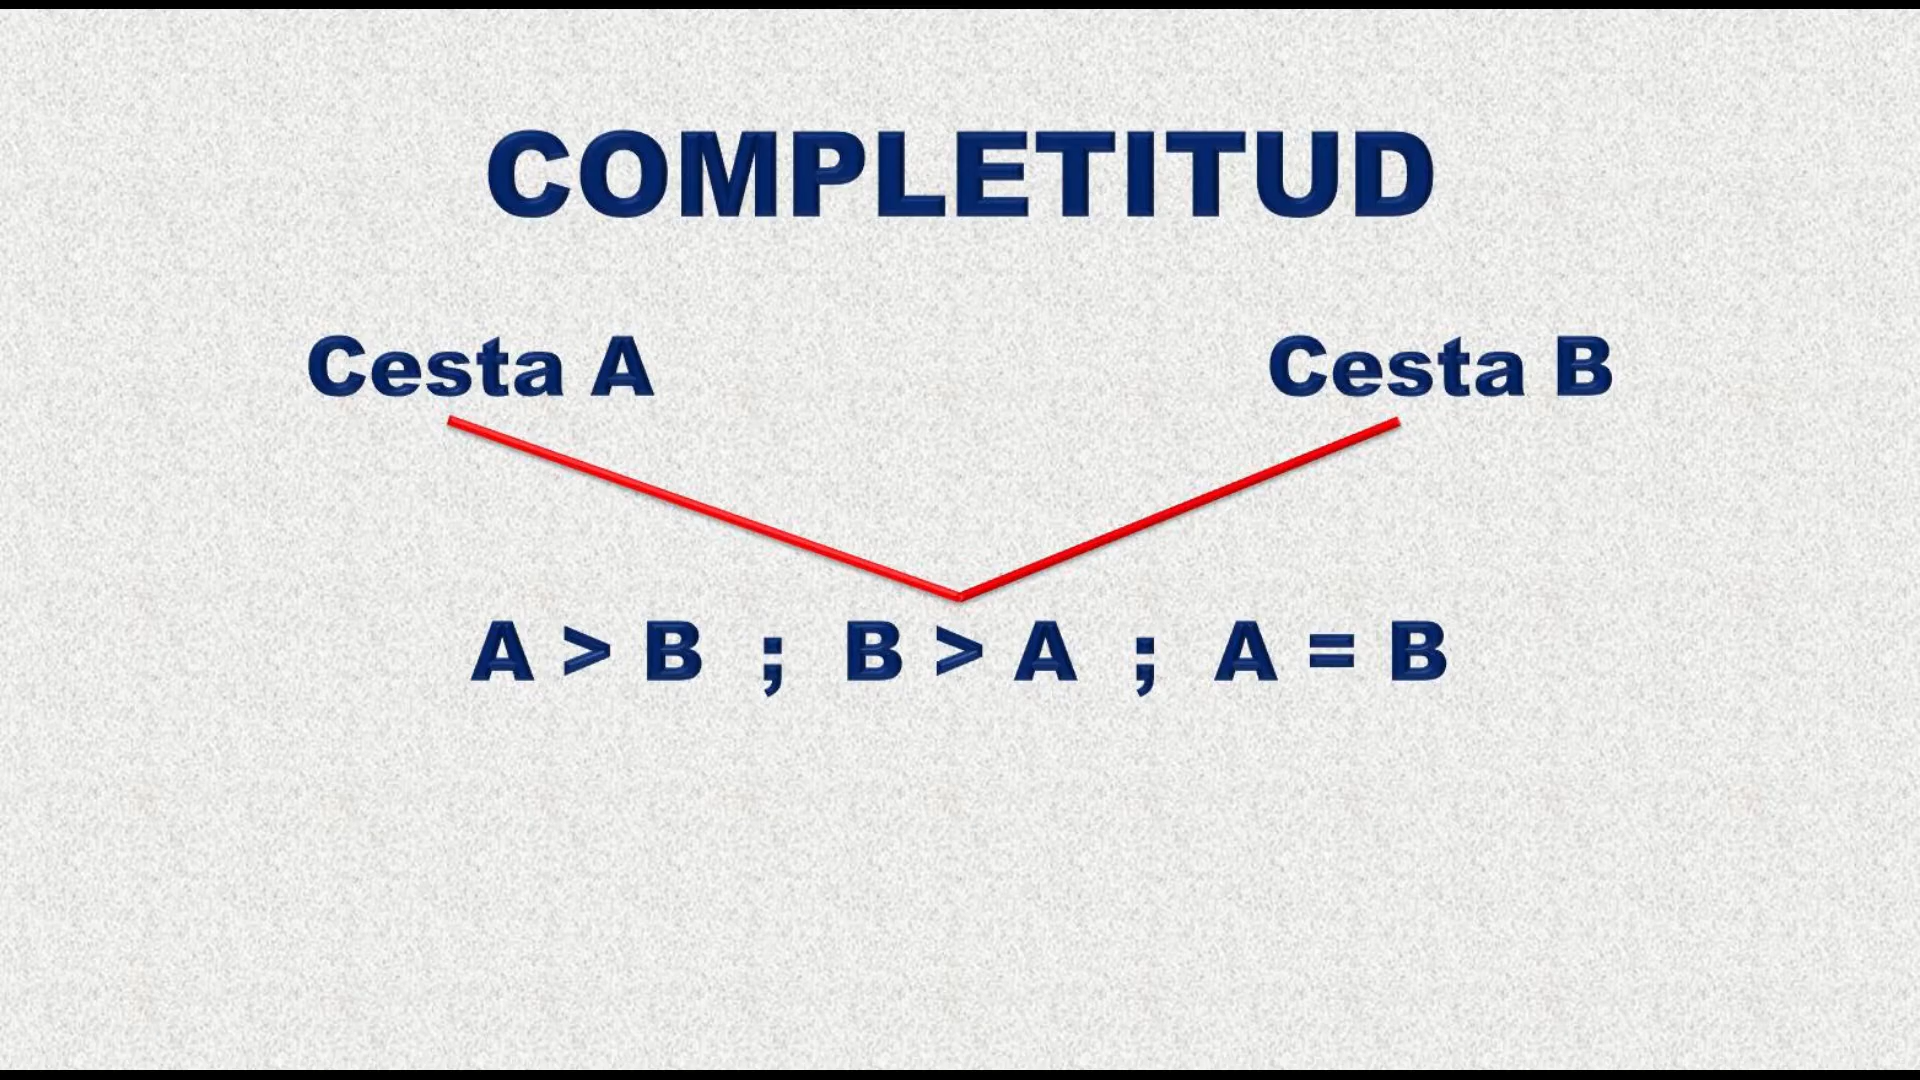 COMPLETITUD
Cesta A Cesta B
A > B ; B > A ; A = B